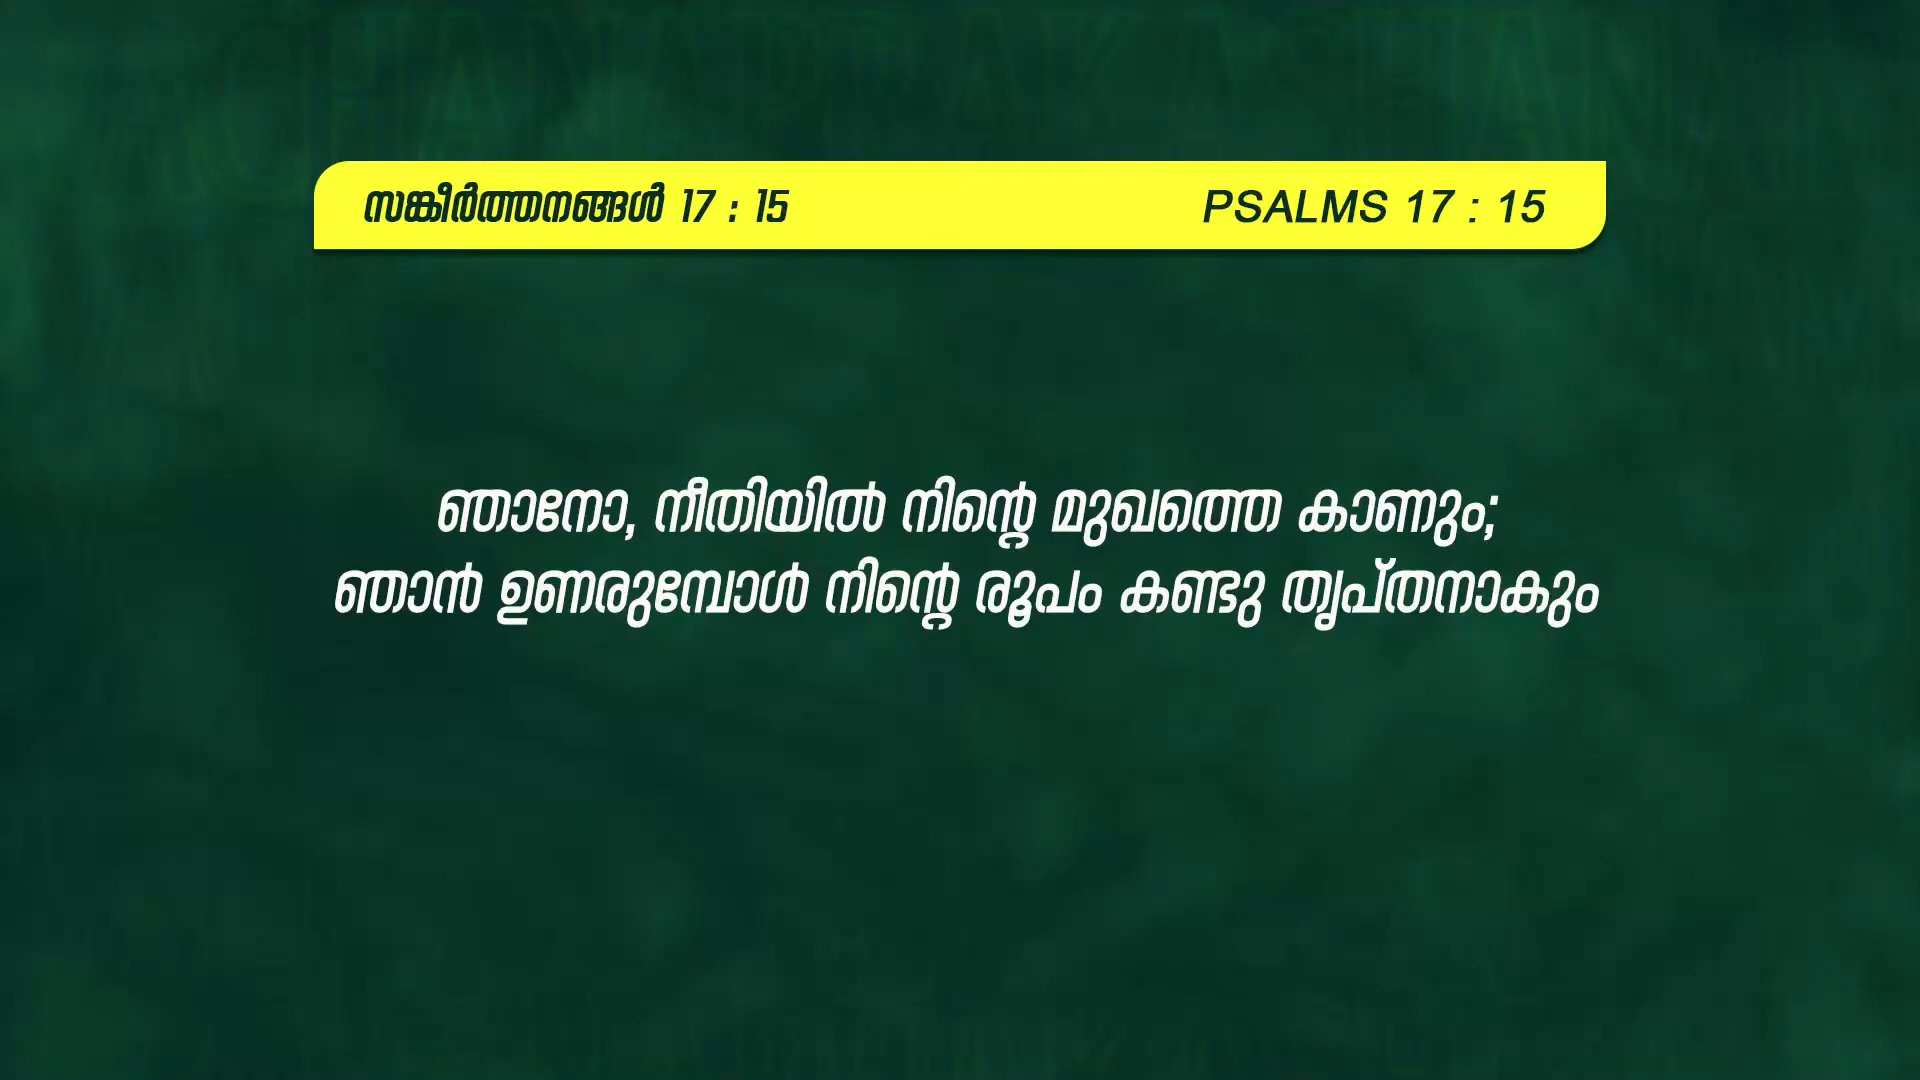 സങ്കീർത്തനങ്ങൾ 17 : 15 PSALMS 17 : 15
ഞാനോ, നീതിയിൽ നിന്റെ മുഖത്തെ കാണും;
ഞാൻ ഉണരുമ്പോൾ നിന്റെ രൂപം കണ്ടു തൃപ്തനാകും